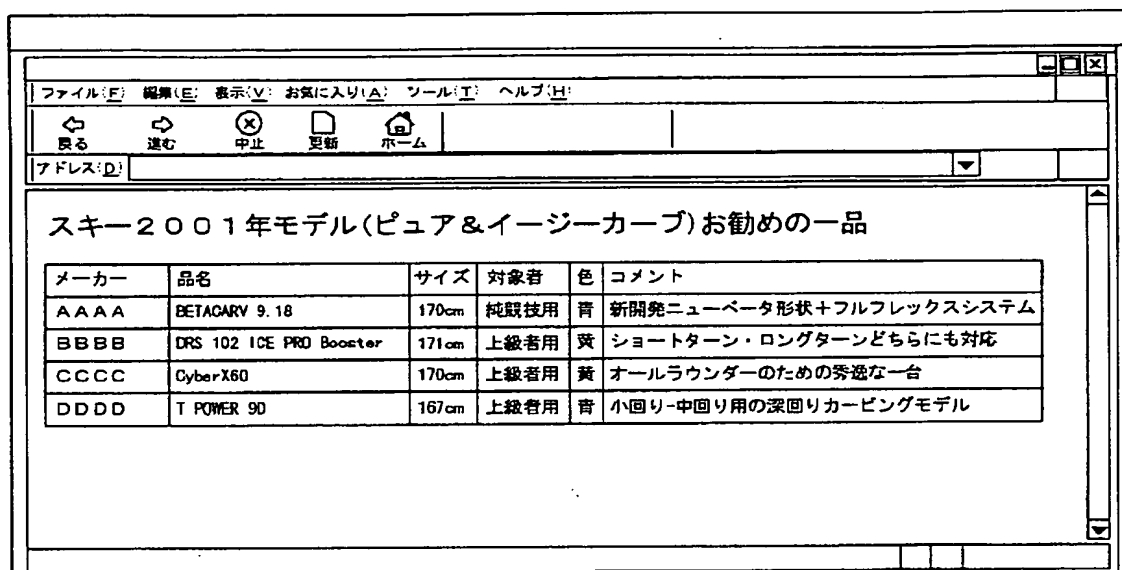 ファイル(F) 編集(E) 表示(V) お気に入り(A) ツール(T) ヘルプ(H)
戻る 進む 中止 更新 ホーム
アドレス(D)
スキー2001年モデル(ピュア&イージーカーブ)お勧めの一品
メーカー 品名 サイズ 対象者 色 コメント
AAAA BETACARV 9.18 170cm 純競技用 青 新開発ニューベータ形状+フルフレックスシステム
BBBB DRS 102 ICE PRO Booster 171cm 上級者用 黄 ショートターン・ロングターンどちらにも対応
CCCC CyberX60 170cm 上級者用 黄 オールラウンダーのための秀逸な一台
DDDD T POWER 9D 167cm 上級者用 青 小回り-中回り用の深回りカービングモデル